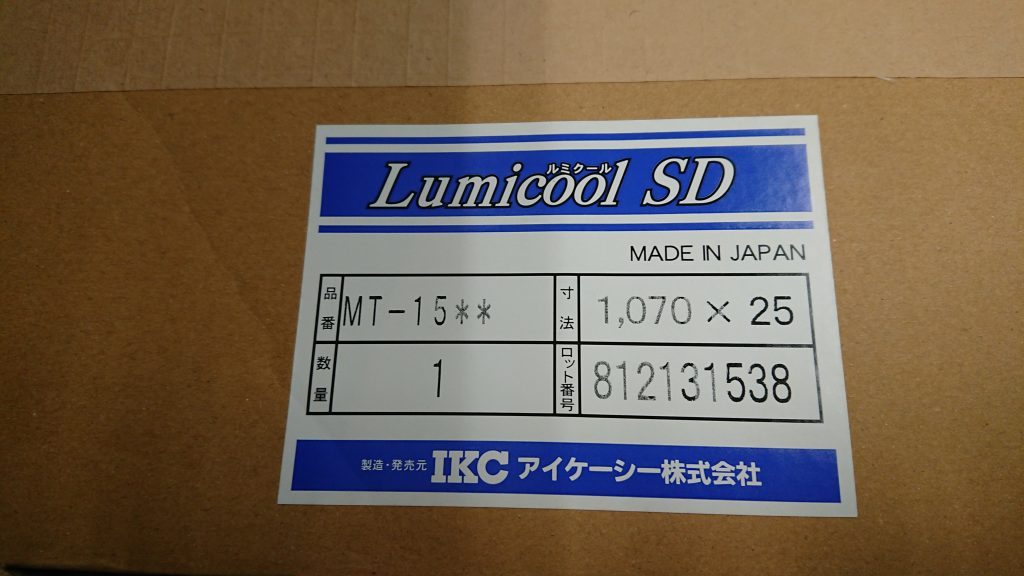 ルミクール
Lumicool SD
MADE IN JAPAN
品番 MT-15** 寸法 1,070 × 25
数量 1 ロット番号 812131538
製造・発売元 IKC アイケーシー株式会社